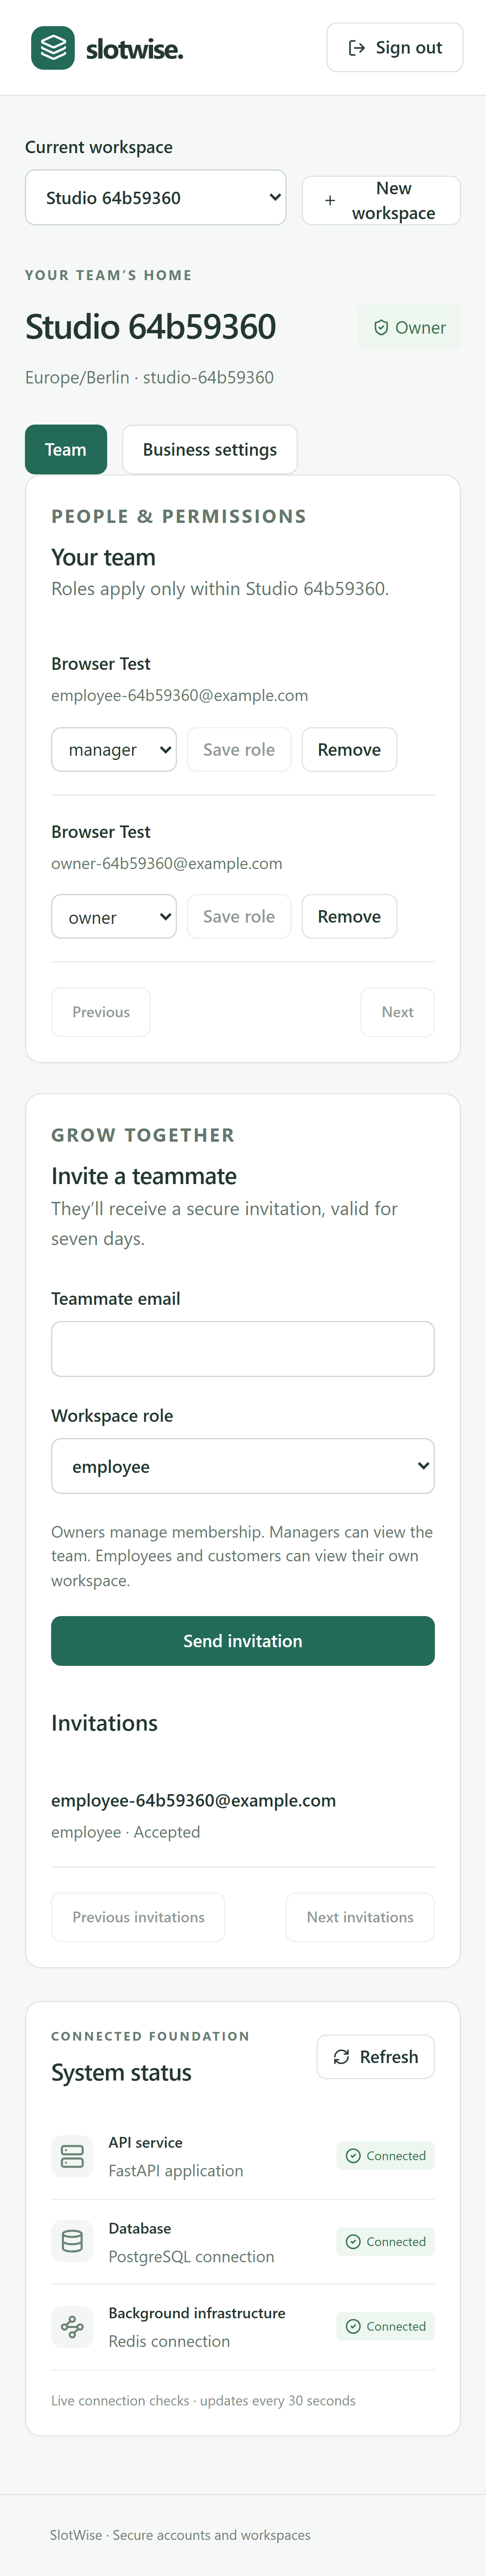 slotwise.
Sign out
Current workspace
Studio 64b59360
New
workspace
YOUR TEAM’S HOME
Studio 64b59360
Owner
Europe/Berlin · studio-64b59360
Team
Business settings
PEOPLE & PERMISSIONS
Your team
Roles apply only within Studio 64b59360.
Browser Test
employee-64b59360@example.com
manager
Save role
Remove
Browser Test
owner-64b59360@example.com
owner
Save role
Remove
Previous
Next
GROW TOGETHER
Invite a teammate
They’ll receive a secure invitation, valid for
seven days.
Teammate email
Workspace role
employee
Owners manage membership. Managers can view the
team. Employees and customers can view their own
workspace.
Send invitation
Invitations
employee-64b59360@example.com
employee · Accepted
Previous invitations
Next invitations
CONNECTED FOUNDATION
System status
Refresh
API service
FastAPI application
Connected
Database
PostgreSQL connection
Connected
Background infrastructure
Redis connection
Connected
Live connection checks · updates every 30 seconds
SlotWise · Secure accounts and workspaces